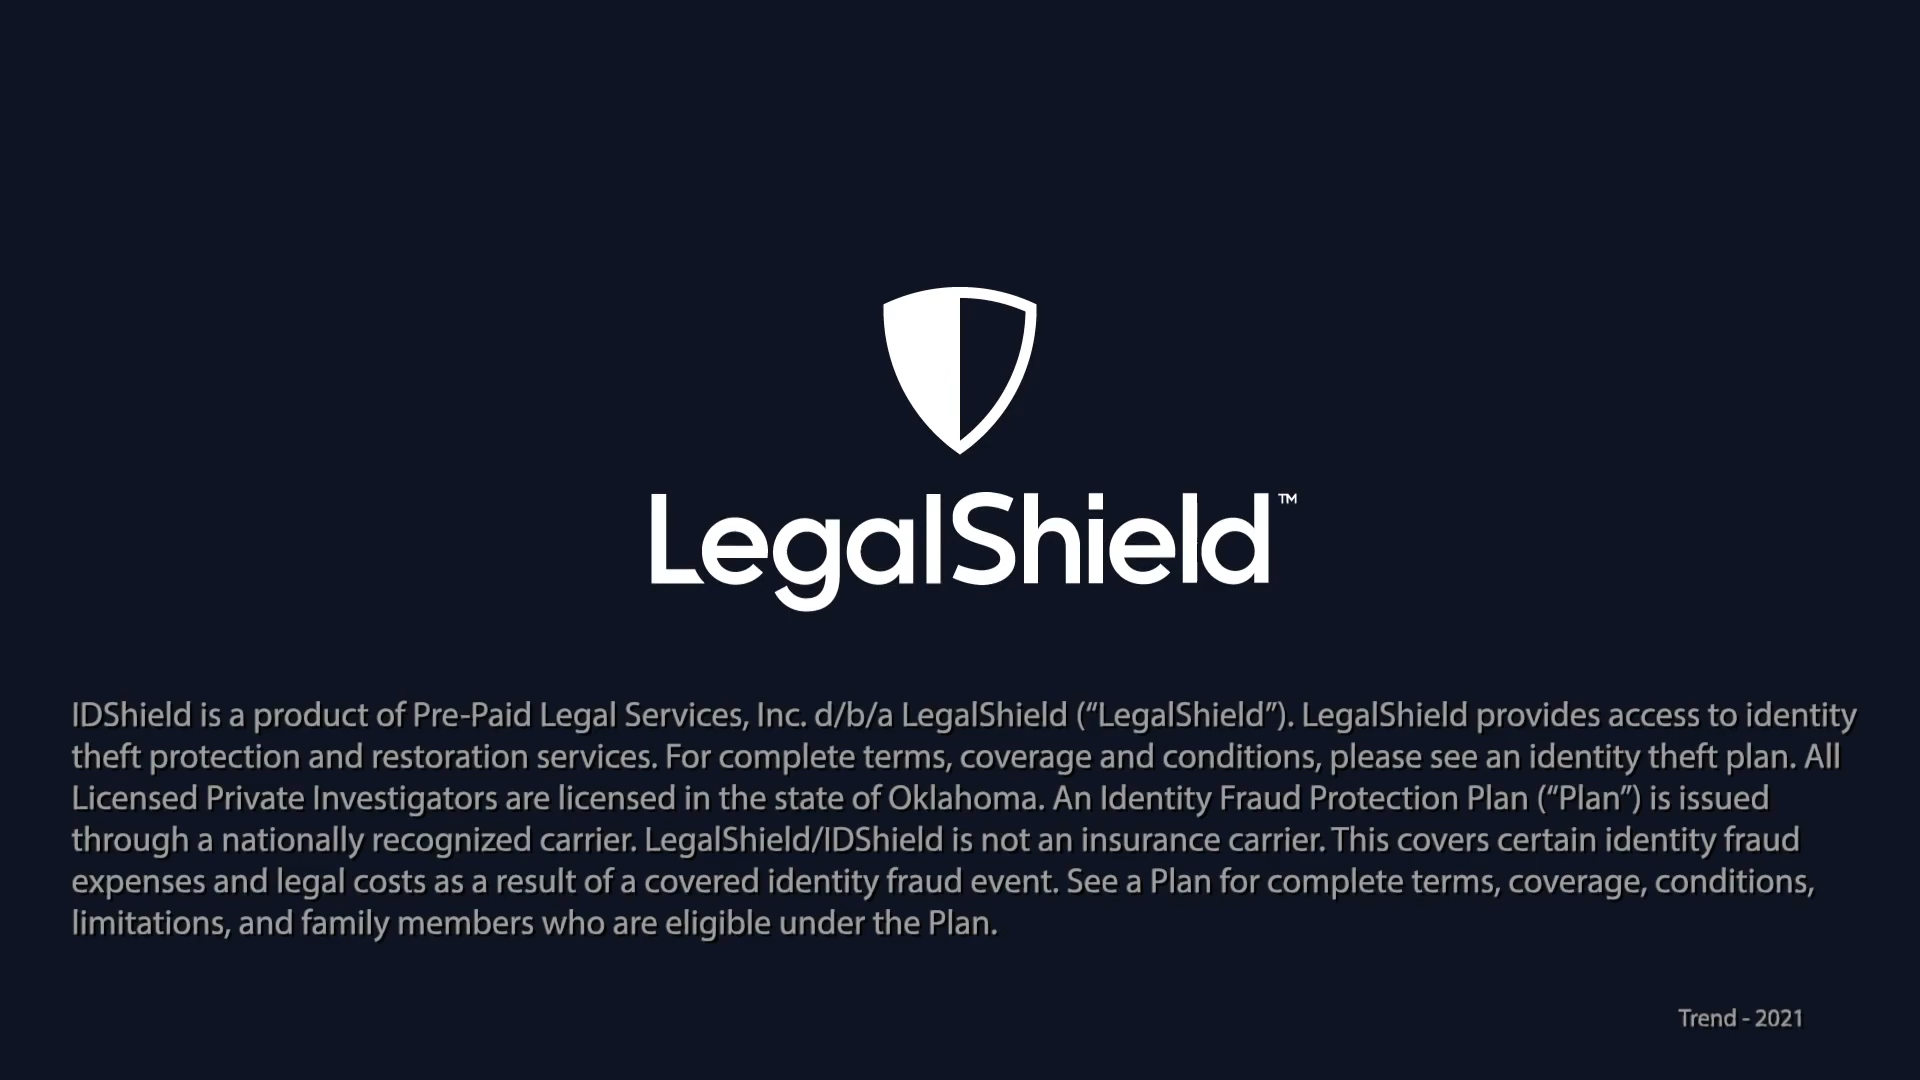 LegalShield™
IDShield is a product of Pre-Paid Legal Services, Inc. d/b/a LegalShield (“LegalShield”). LegalShield provides access to identity
theft protection and restoration services. For complete terms, coverage and conditions, please see an identity theft plan. All
Licensed Private Investigators are licensed in the state of Oklahoma. An Identity Fraud Protection Plan (“Plan”) is issued
through a nationally recognized carrier. LegalShield/IDShield is not an insurance carrier. This covers certain identity fraud
expenses and legal costs as a result of a covered identity fraud event. See a Plan for complete terms, coverage, conditions,
limitations, and family members who are eligible under the Plan.
Trend - 2021